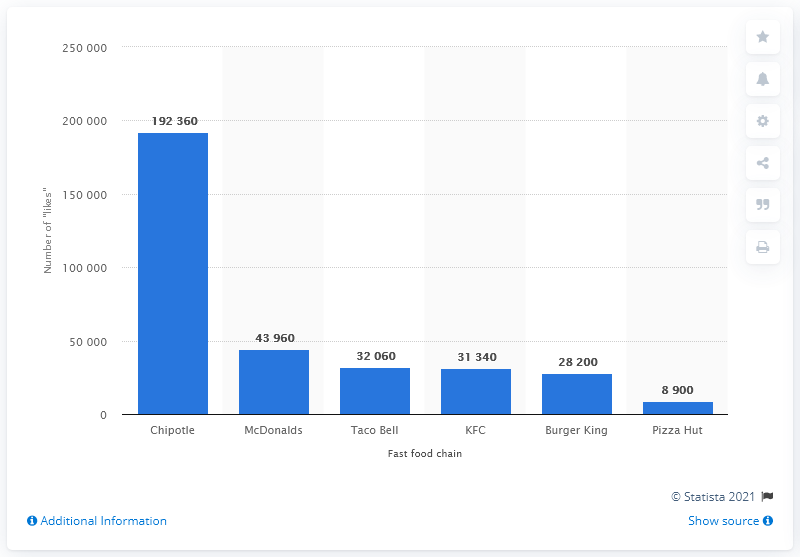 250 000
200 000
150 000
100 000
50 000
0
Number of "likes"
192 360
43 960
32 060
31 340
28 200
8 900
Chipotle
McDonalds
Taco Bell
KFC
Burger King
Pizza Hut
Fast food chain
© Statista 2021
Additional Information
Show source